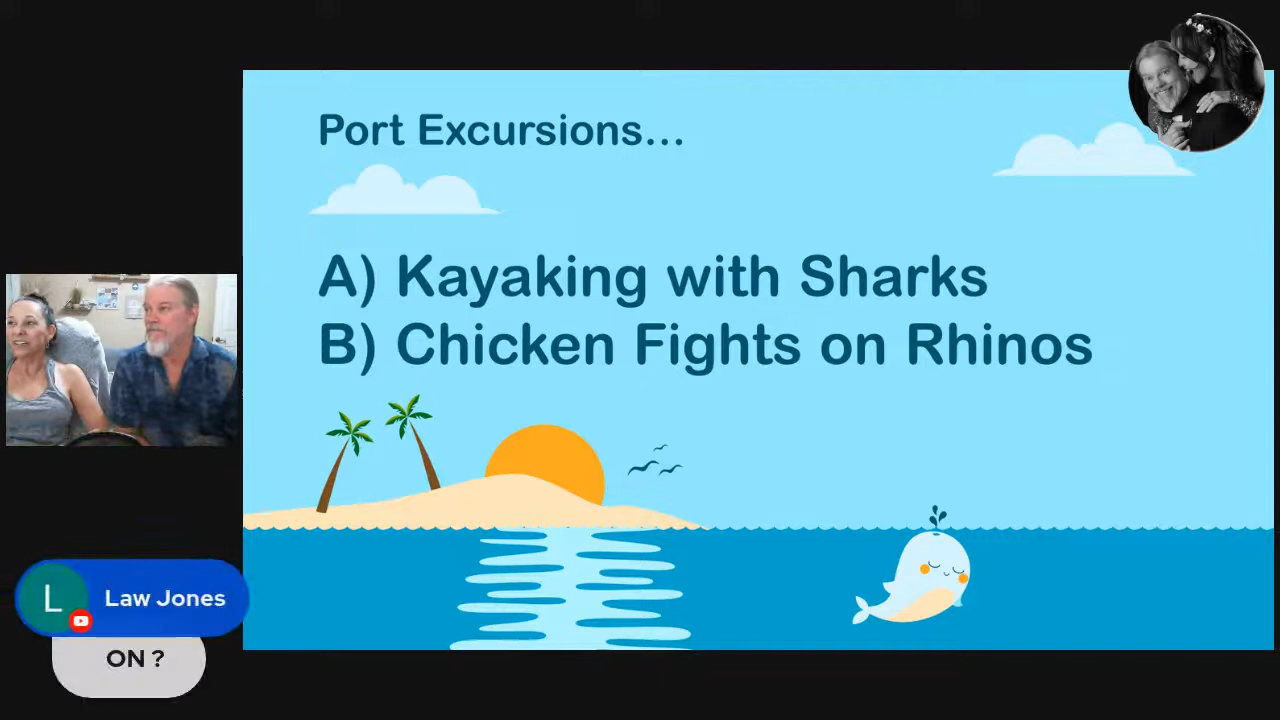 Port Excursions...
A) Kayaking with Sharks
B) Chicken Fights on Rhinos
L
Law Jones
ON ?